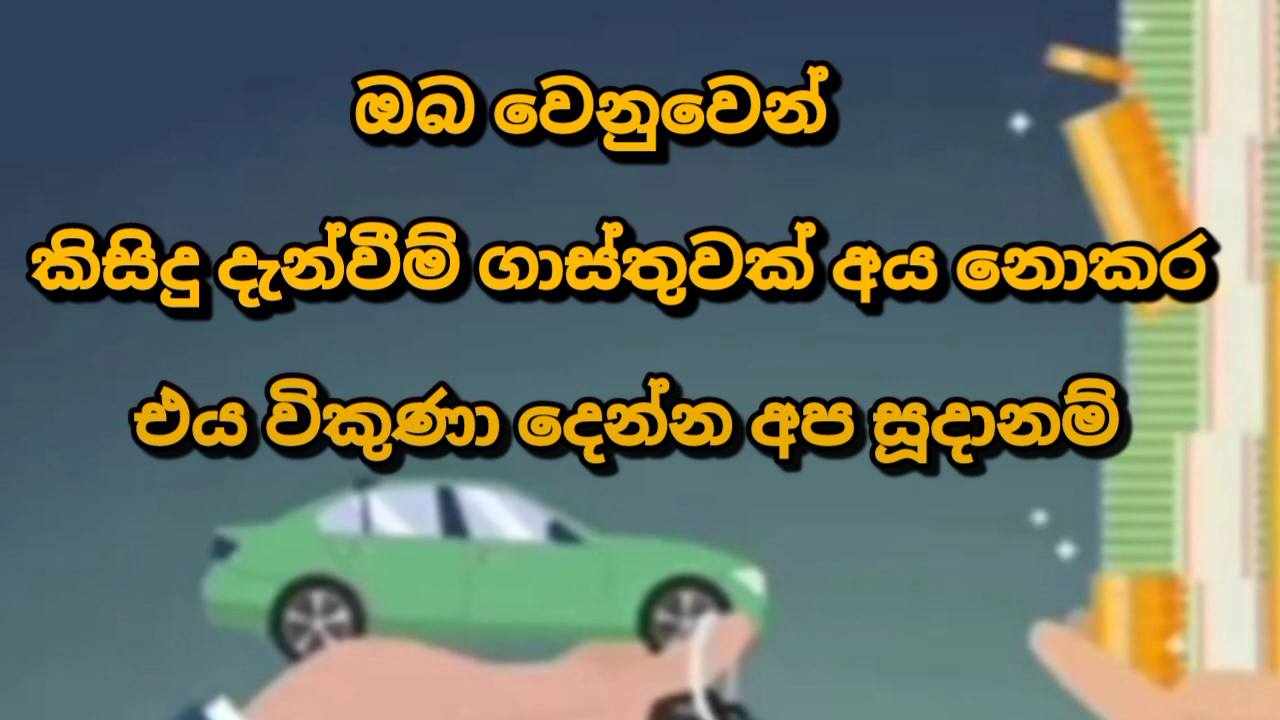 ඔබ වෙනුවෙන්
කිසිදු දැන්වීම් ගාස්තුවක් අය නොකර
එය විකුණා දෙන්න අප සූදානම්